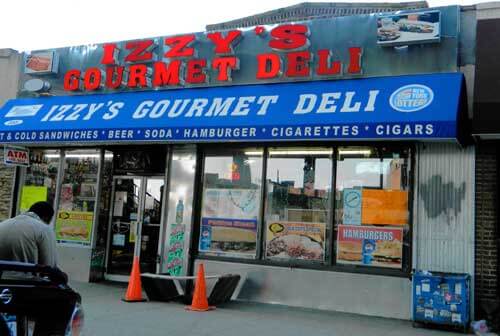 IZZY'S
GOURMET DELI
IZZY'S GOURMET DELI
NEW YORK
LOTTERY
T & COLD SANDWICHES * BEER * SODA * HAMBURGER * CIGARETTES * CIGARS
ATM
HAMBURGERS